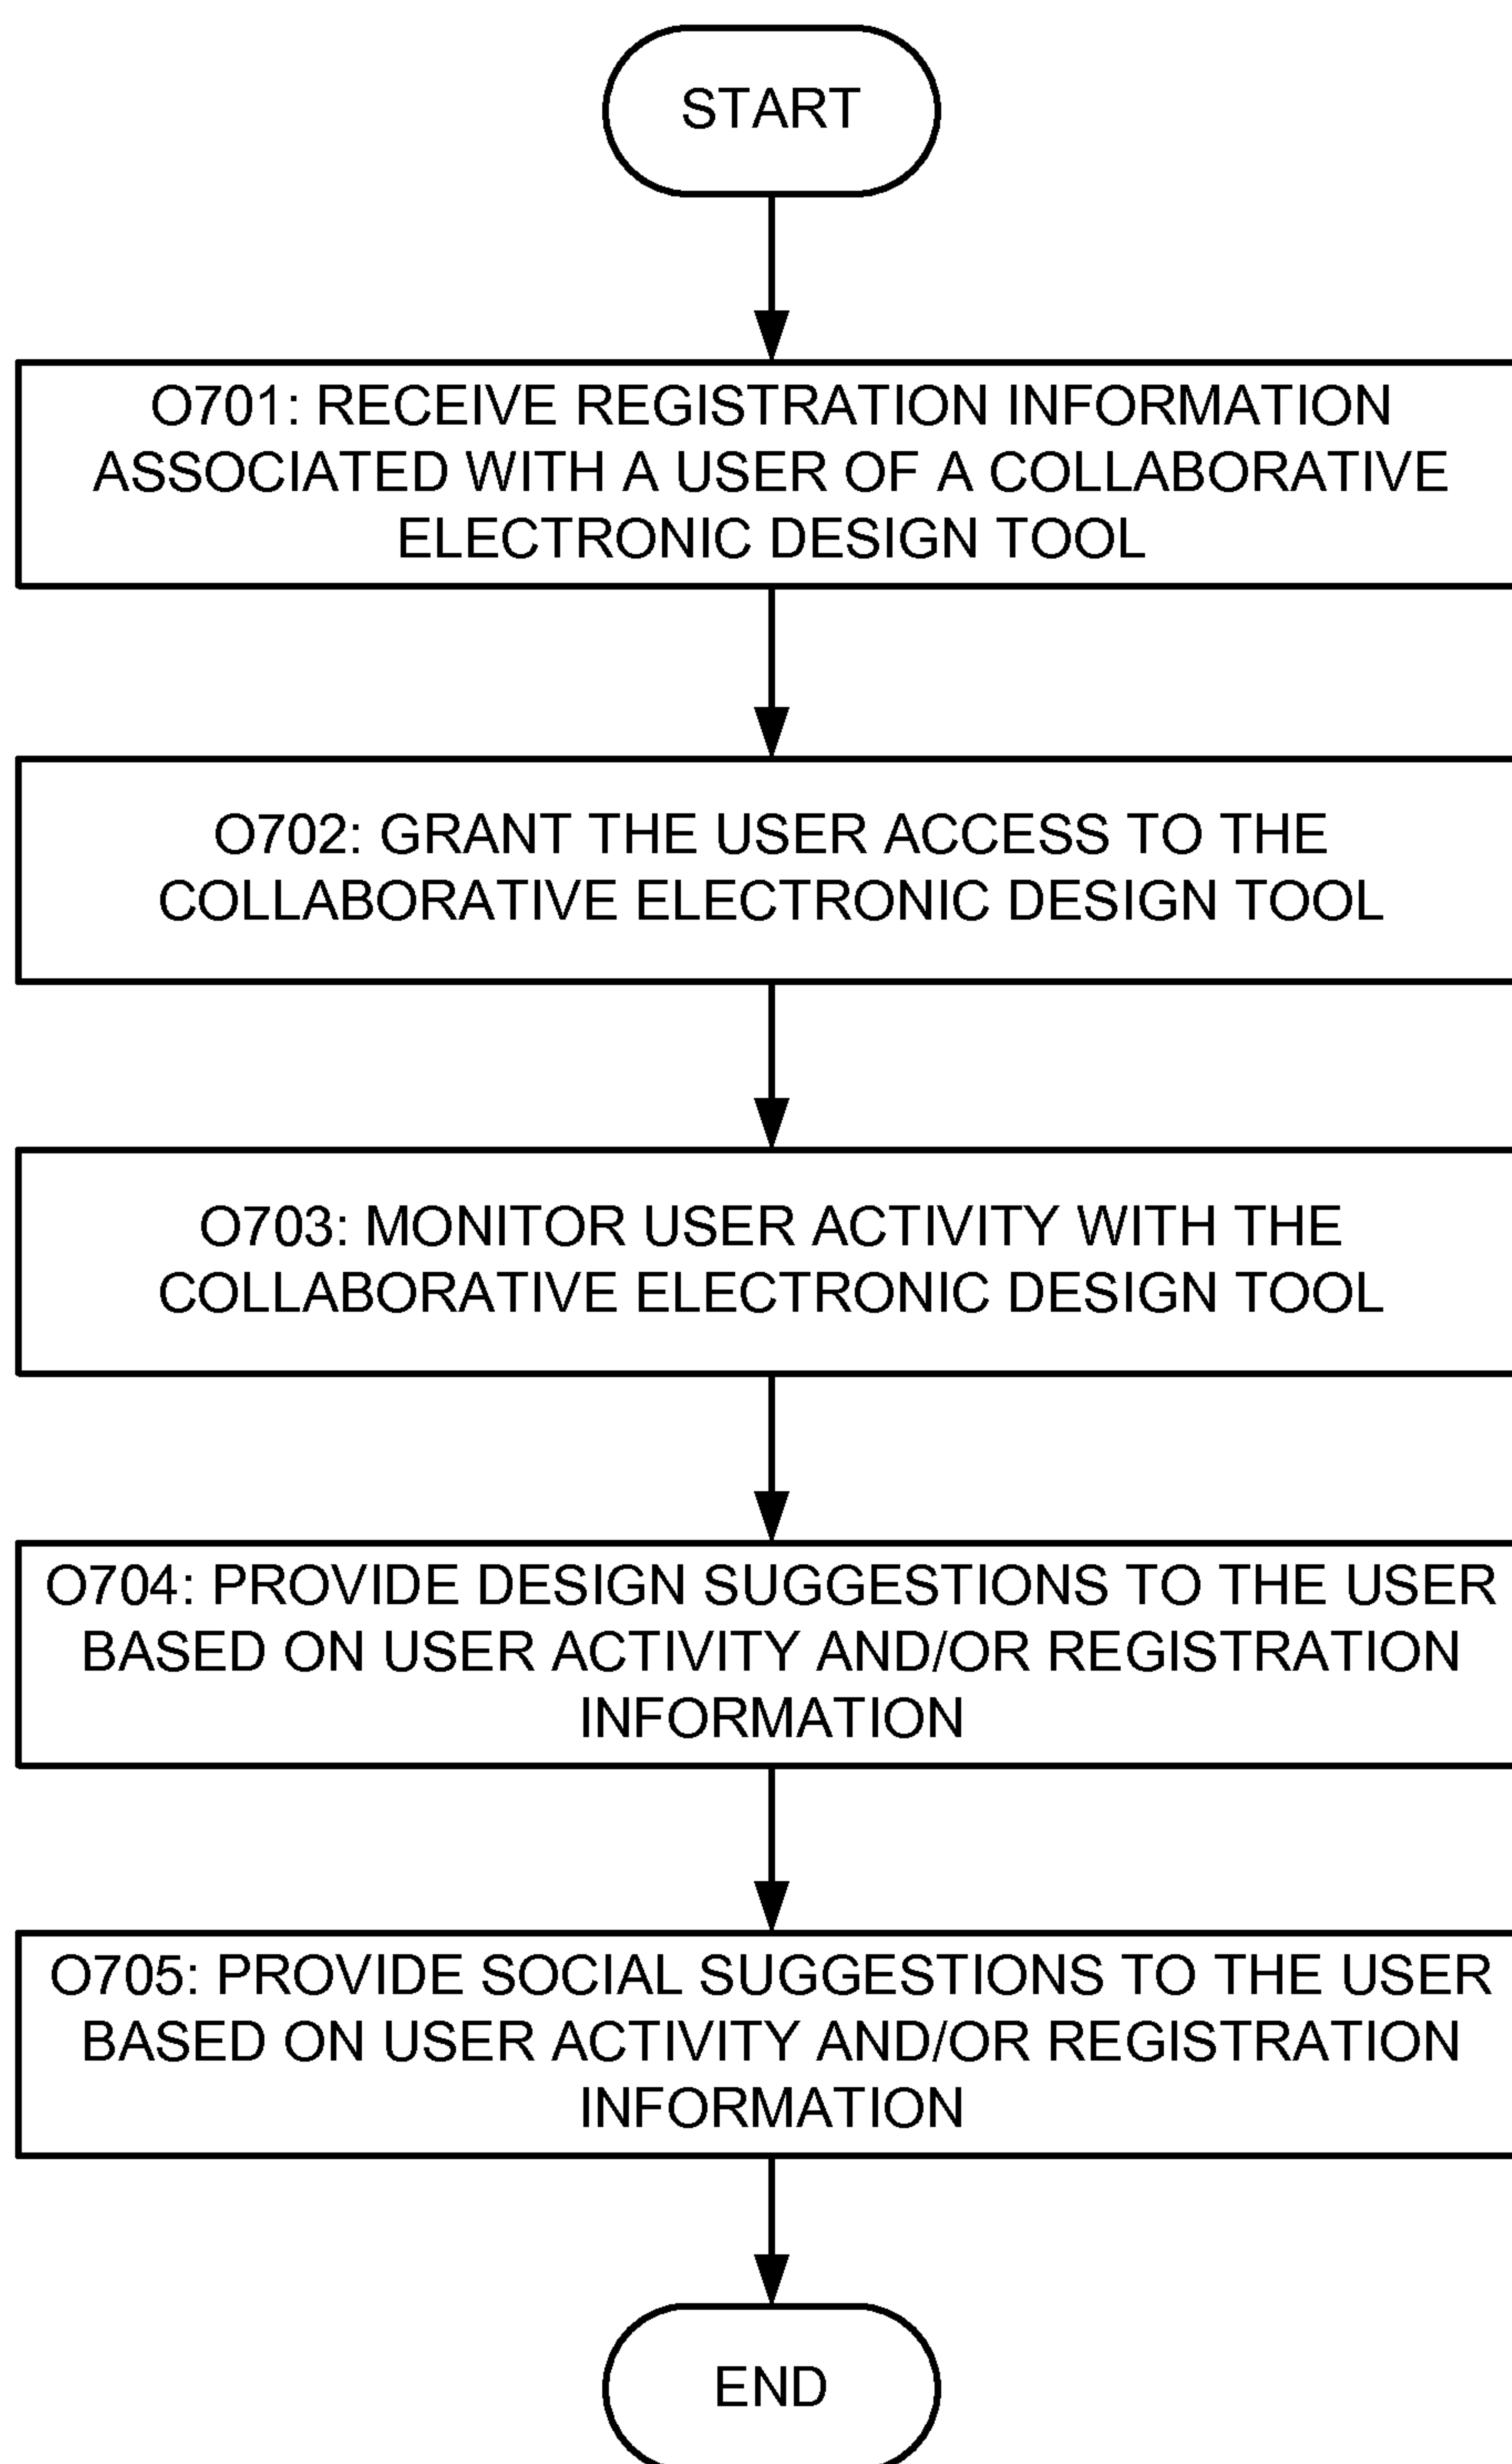 START
O701: RECEIVE REGISTRATION INFORMATION
ASSOCIATED WITH A USER OF A COLLABORATIVE
ELECTRONIC DESIGN TOOL
O702: GRANT THE USER ACCESS TO THE
COLLABORATIVE ELECTRONIC DESIGN TOOL
O703: MONITOR USER ACTIVITY WITH THE
COLLABORATIVE ELECTRONIC DESIGN TOOL
O704: PROVIDE DESIGN SUGGESTIONS TO THE USER
BASED ON USER ACTIVITY AND/OR REGISTRATION
INFORMATION
O705: PROVIDE SOCIAL SUGGESTIONS TO THE USER
BASED ON USER ACTIVITY AND/OR REGISTRATION
INFORMATION
END